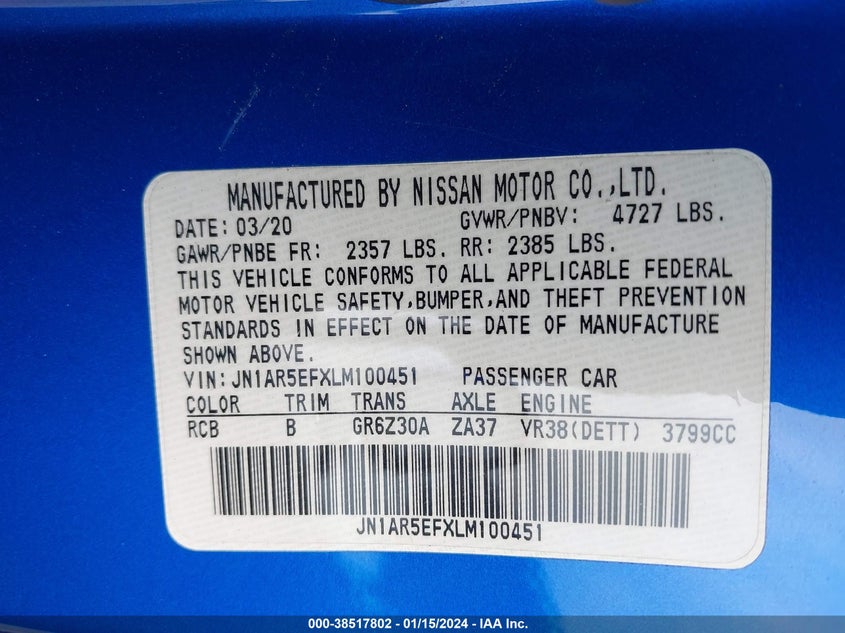 MANUFACTURED BY NISSAN MOTOR CO.,LTD.
DATE: 03/20 GVWR/PNBV: 4727 LBS.
GAWR/PNBE FR: 2357 LBS. RR: 2385 LBS.
THIS VEHICLE CONFORMS TO ALL APPLICABLE FEDERAL
MOTOR VEHICLE SAFETY,BUMPER,AND THEFT PREVENTION
STANDARDS IN EFFECT ON THE DATE OF MANUFACTURE
SHOWN ABOVE.
VIN:JN1AR5EFXLM100451 PASSENGER CAR
COLOR TRIM TRANS AXLE ENGINE
RCB B GR6Z30A ZA37 VR38(DETT) 3799CC
JN1AR5EFXLM100451
000-38517802 - 01/15/2024 - IAA Inc.